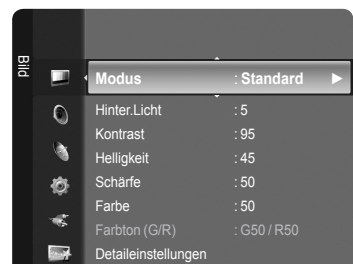 Bild
Modus : Standard ►
Hinter.Licht : 5
Kontrast : 95
Helligkeit : 45
Schärfe : 50
Farbe : 50
Farbton (G/R) : G50 / R50
Detaileinstellungen